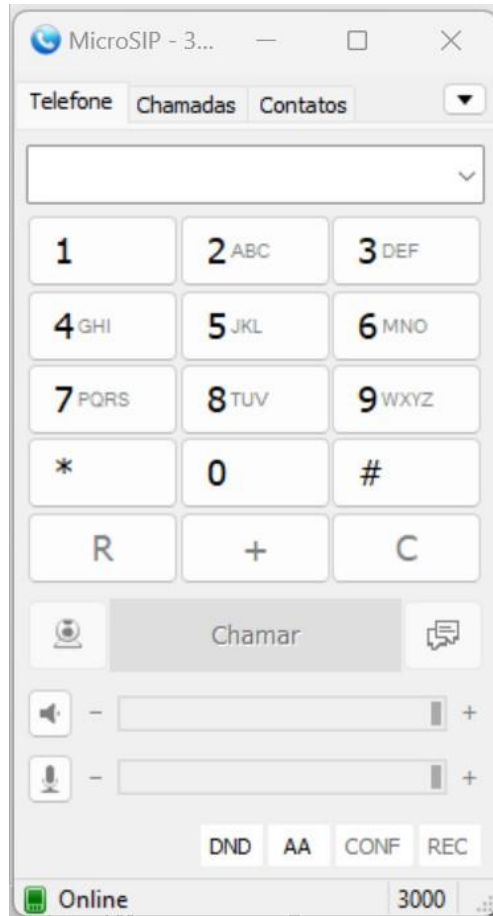 MicroSIP - 3...
Telefone Chamadas Contatos
1 2 ABC 3 DEF
4 GHI 5 JKL 6 MNO
7 PQRS 8 TUV 9 WXYZ
* 0 #
R + C
Chamar
- +
- +
DND AA CONF REC
Online 3000